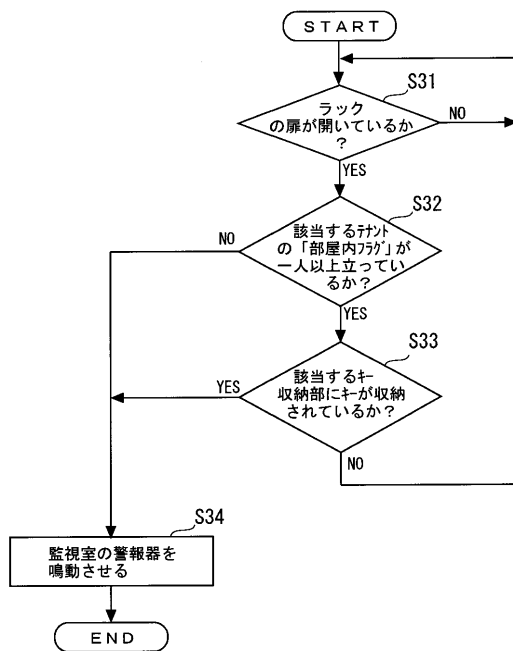 START
S31
ラック
の扉が開いているか
?
NO
YES
S32
該当するﾃﾅﾝﾄ
の「部屋内ﾌﾗｸﾞ」が
一人以上立ってい
るか?
NO
YES
S33
該当するｷｰ
収納部にｷｰが収納
されているか?
YES
NO
S34
監視室の警報器を
鳴動させる
END